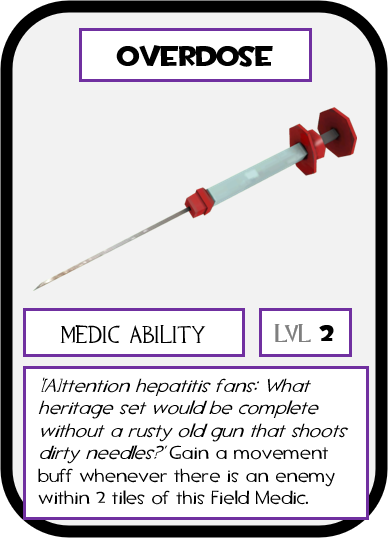 OVERDOSE
MEDIC ABILITY
LVL 2
'[A]ttention hepatitis fans: What
heritage set would be complete
without a rusty old gun that shoots
dirty needles?' Gain a movement
buff whenever there is an enemy
within 2 tiles of this Field Medic.